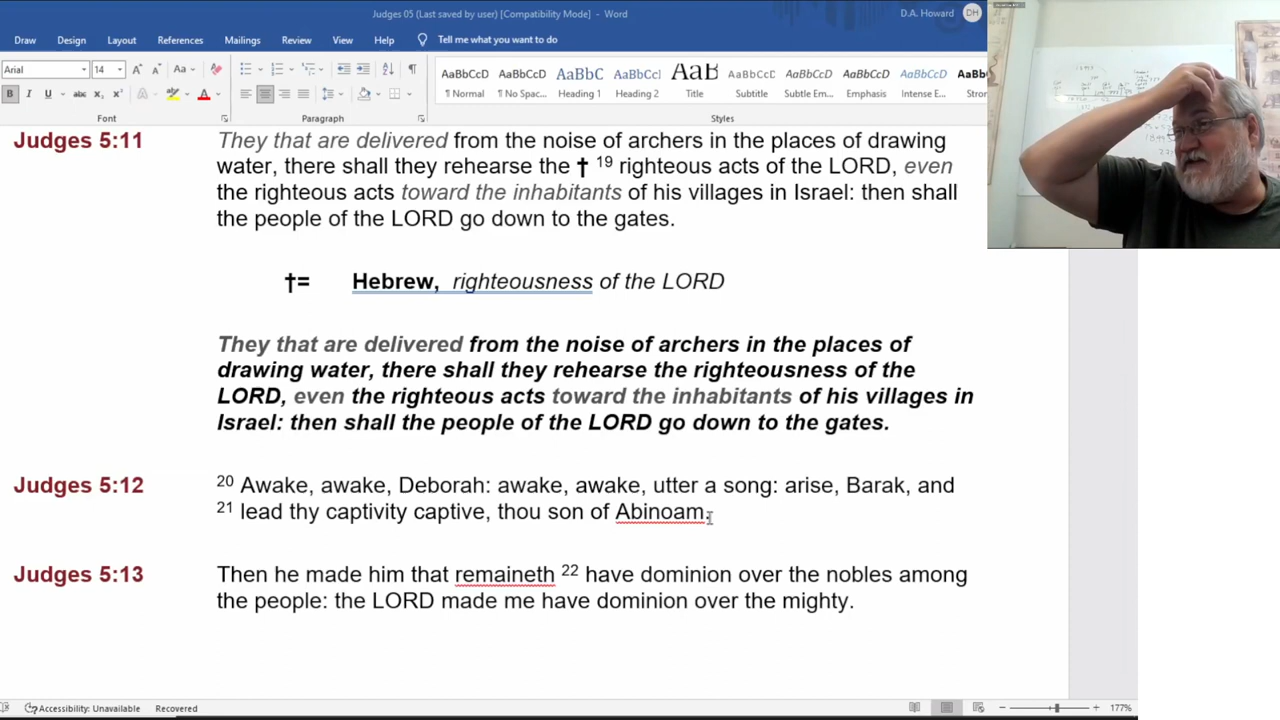 Judges 05 (Last saved by user) [Compatibility Mode] - Word
D.A. Howard DH
Draw Design Layout References Mailings Review View Help Tell me what you want to do
Arial 14 A A Aa
B I U abc x₂ x² A ab A
AaBbCcD AaBbCcD AaBbC AaBbCcI AaB AaBbCcD AaBbCcD AaBbCcD AaBbCcD AaBbC
¶ Normal ¶ No Spac... Heading 1 Heading 2 Title Subtitle Subtle Em... Emphasis Intense E... Stron
Font Paragraph Styles
Judges 5:11 They that are delivered from the noise of archers in the places of drawing
water, there shall they rehearse the † 19 righteous acts of the LORD, even
the righteous acts toward the inhabitants of his villages in Israel: then shall
the people of the LORD go down to the gates.
†= Hebrew, righteousness of the LORD
They that are delivered from the noise of archers in the places of
drawing water, there shall they rehearse the righteousness of the
LORD, even the righteous acts toward the inhabitants of his villages in
Israel: then shall the people of the LORD go down to the gates.
Judges 5:12 20 Awake, awake, Deborah: awake, awake, utter a song: arise, Barak, and
21 lead thy captivity captive, thou son of Abinoam.
Judges 5:13 Then he made him that remaineth 22 have dominion over the nobles among
the people: the LORD made me have dominion over the mighty.
Accessibility: Unavailable Recovered 177%